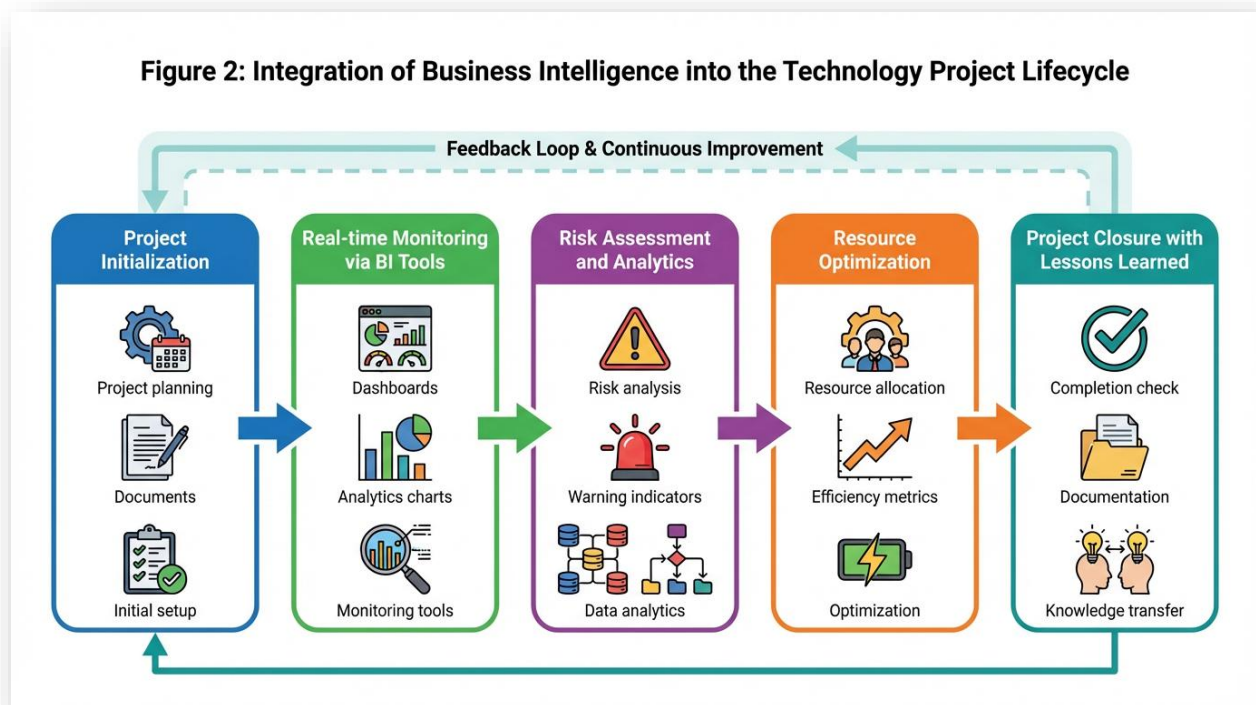 Figure 2: Integration of Business Intelligence into the Technology Project Lifecycle
Feedback Loop & Continuous Improvement
Project
Initialization
Project planning
Documents
Initial setup
Real-time Monitoring
via BI Tools
Dashboards
Analytics charts
Monitoring tools
Risk Assessment
and Analytics
Risk analysis
Warning indicators
Data analytics
Resource
Optimization
Resource allocation
Efficiency metrics
Optimization
Project Closure with
Lessons Learned
Completion check
Documentation
Knowledge transfer